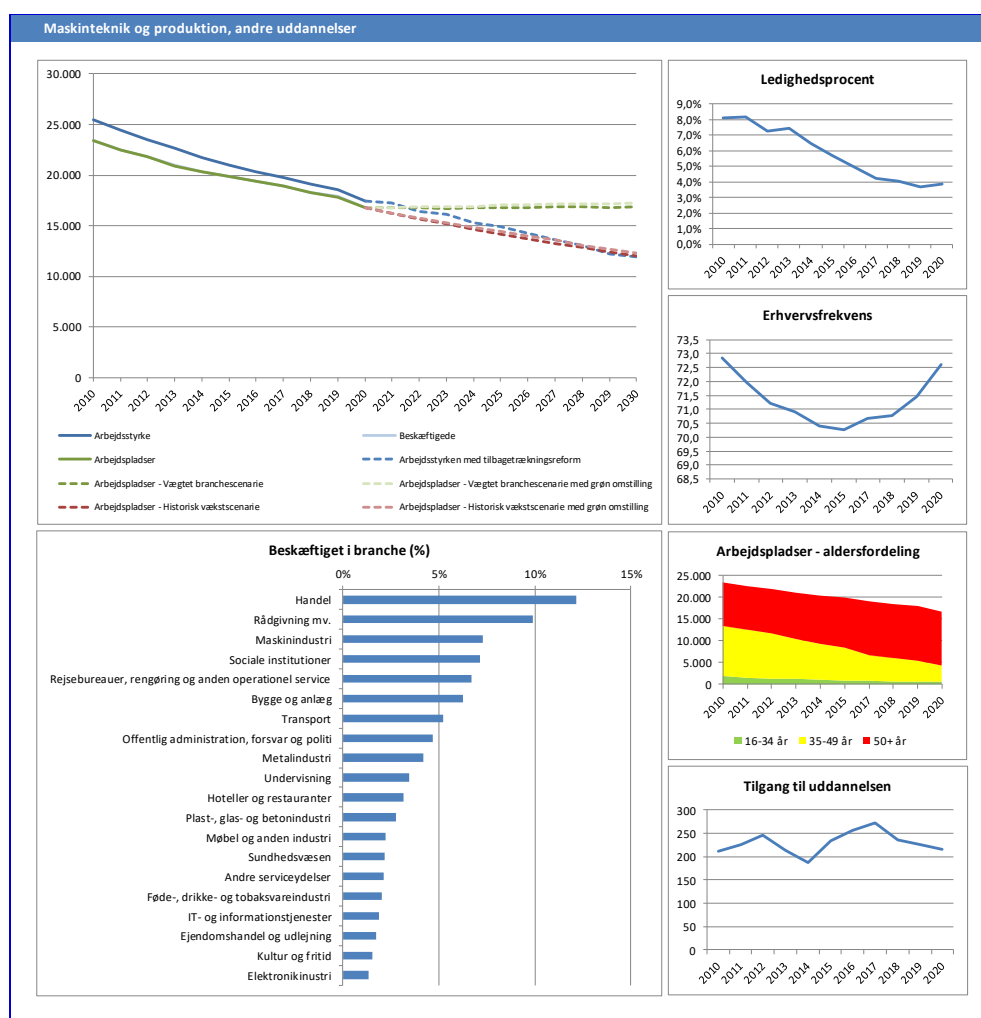 Maskinteknik og produktion, andre uddannelser
30.000
25.000
20.000
15.000
10.000
5.000
0
2010 2011 2012 2013 2014 2015 2016 2017 2018 2019 2020 2021 2022 2023 2024 2025 2026 2027 2028 2029 2030
Arbejdsstyrke
Beskæftigede
Arbejdspladser
Arbejdsstyrken med tilbagetrækningsreform
Arbejdspladser - Vægtet branchescenarie
Arbejdspladser - Vægtet branchescenarie med grøn omstilling
Arbejdspladser - Historisk vækstscenarie
Arbejdspladser - Historisk vækstscenarie med grøn omstilling
Ledighedsprocent
9,0%
8,0%
7,0%
6,0%
5,0%
4,0%
3,0%
2,0%
1,0%
0,0%
2010 2011 2012 2013 2014 2015 2016 2017 2018 2019 2020
Erhvervsfrekvens
73,5
73,0
72,5
72,0
71,5
71,0
70,5
70,0
69,5
69,0
68,5
2010 2011 2012 2013 2014 2015 2016 2017 2018 2019 2020
Beskæftiget i branche (%)
0% 5% 10% 15%
Handel
Rådgivning mv.
Maskinindustri
Sociale institutioner
Rejsebureauer, rengøring og anden operationel service
Bygge og anlæg
Transport
Offentlig administration, forsvar og politi
Metalindustri
Undervisning
Hoteller og restauranter
Plast-, glas- og betonindustri
Møbel og anden industri
Sundhedsvæsen
Andre serviceydelser
Føde-, drikke- og tobaksvareindustri
IT- og informationstjenester
Ejendomshandel og udlejning
Kultur og fritid
Elektronikinustri
Arbejdspladser - aldersfordeling
25.000
20.000
15.000
10.000
5.000
0
2010 2011 2012 2013 2014 2015 2016 2017 2018 2019 2020
16-34 år 35-49 år 50+ år
Tilgang til uddannelsen
300
250
200
150
100
50
0
2010 2011 2012 2013 2014 2015 2016 2017 2018 2019 2020